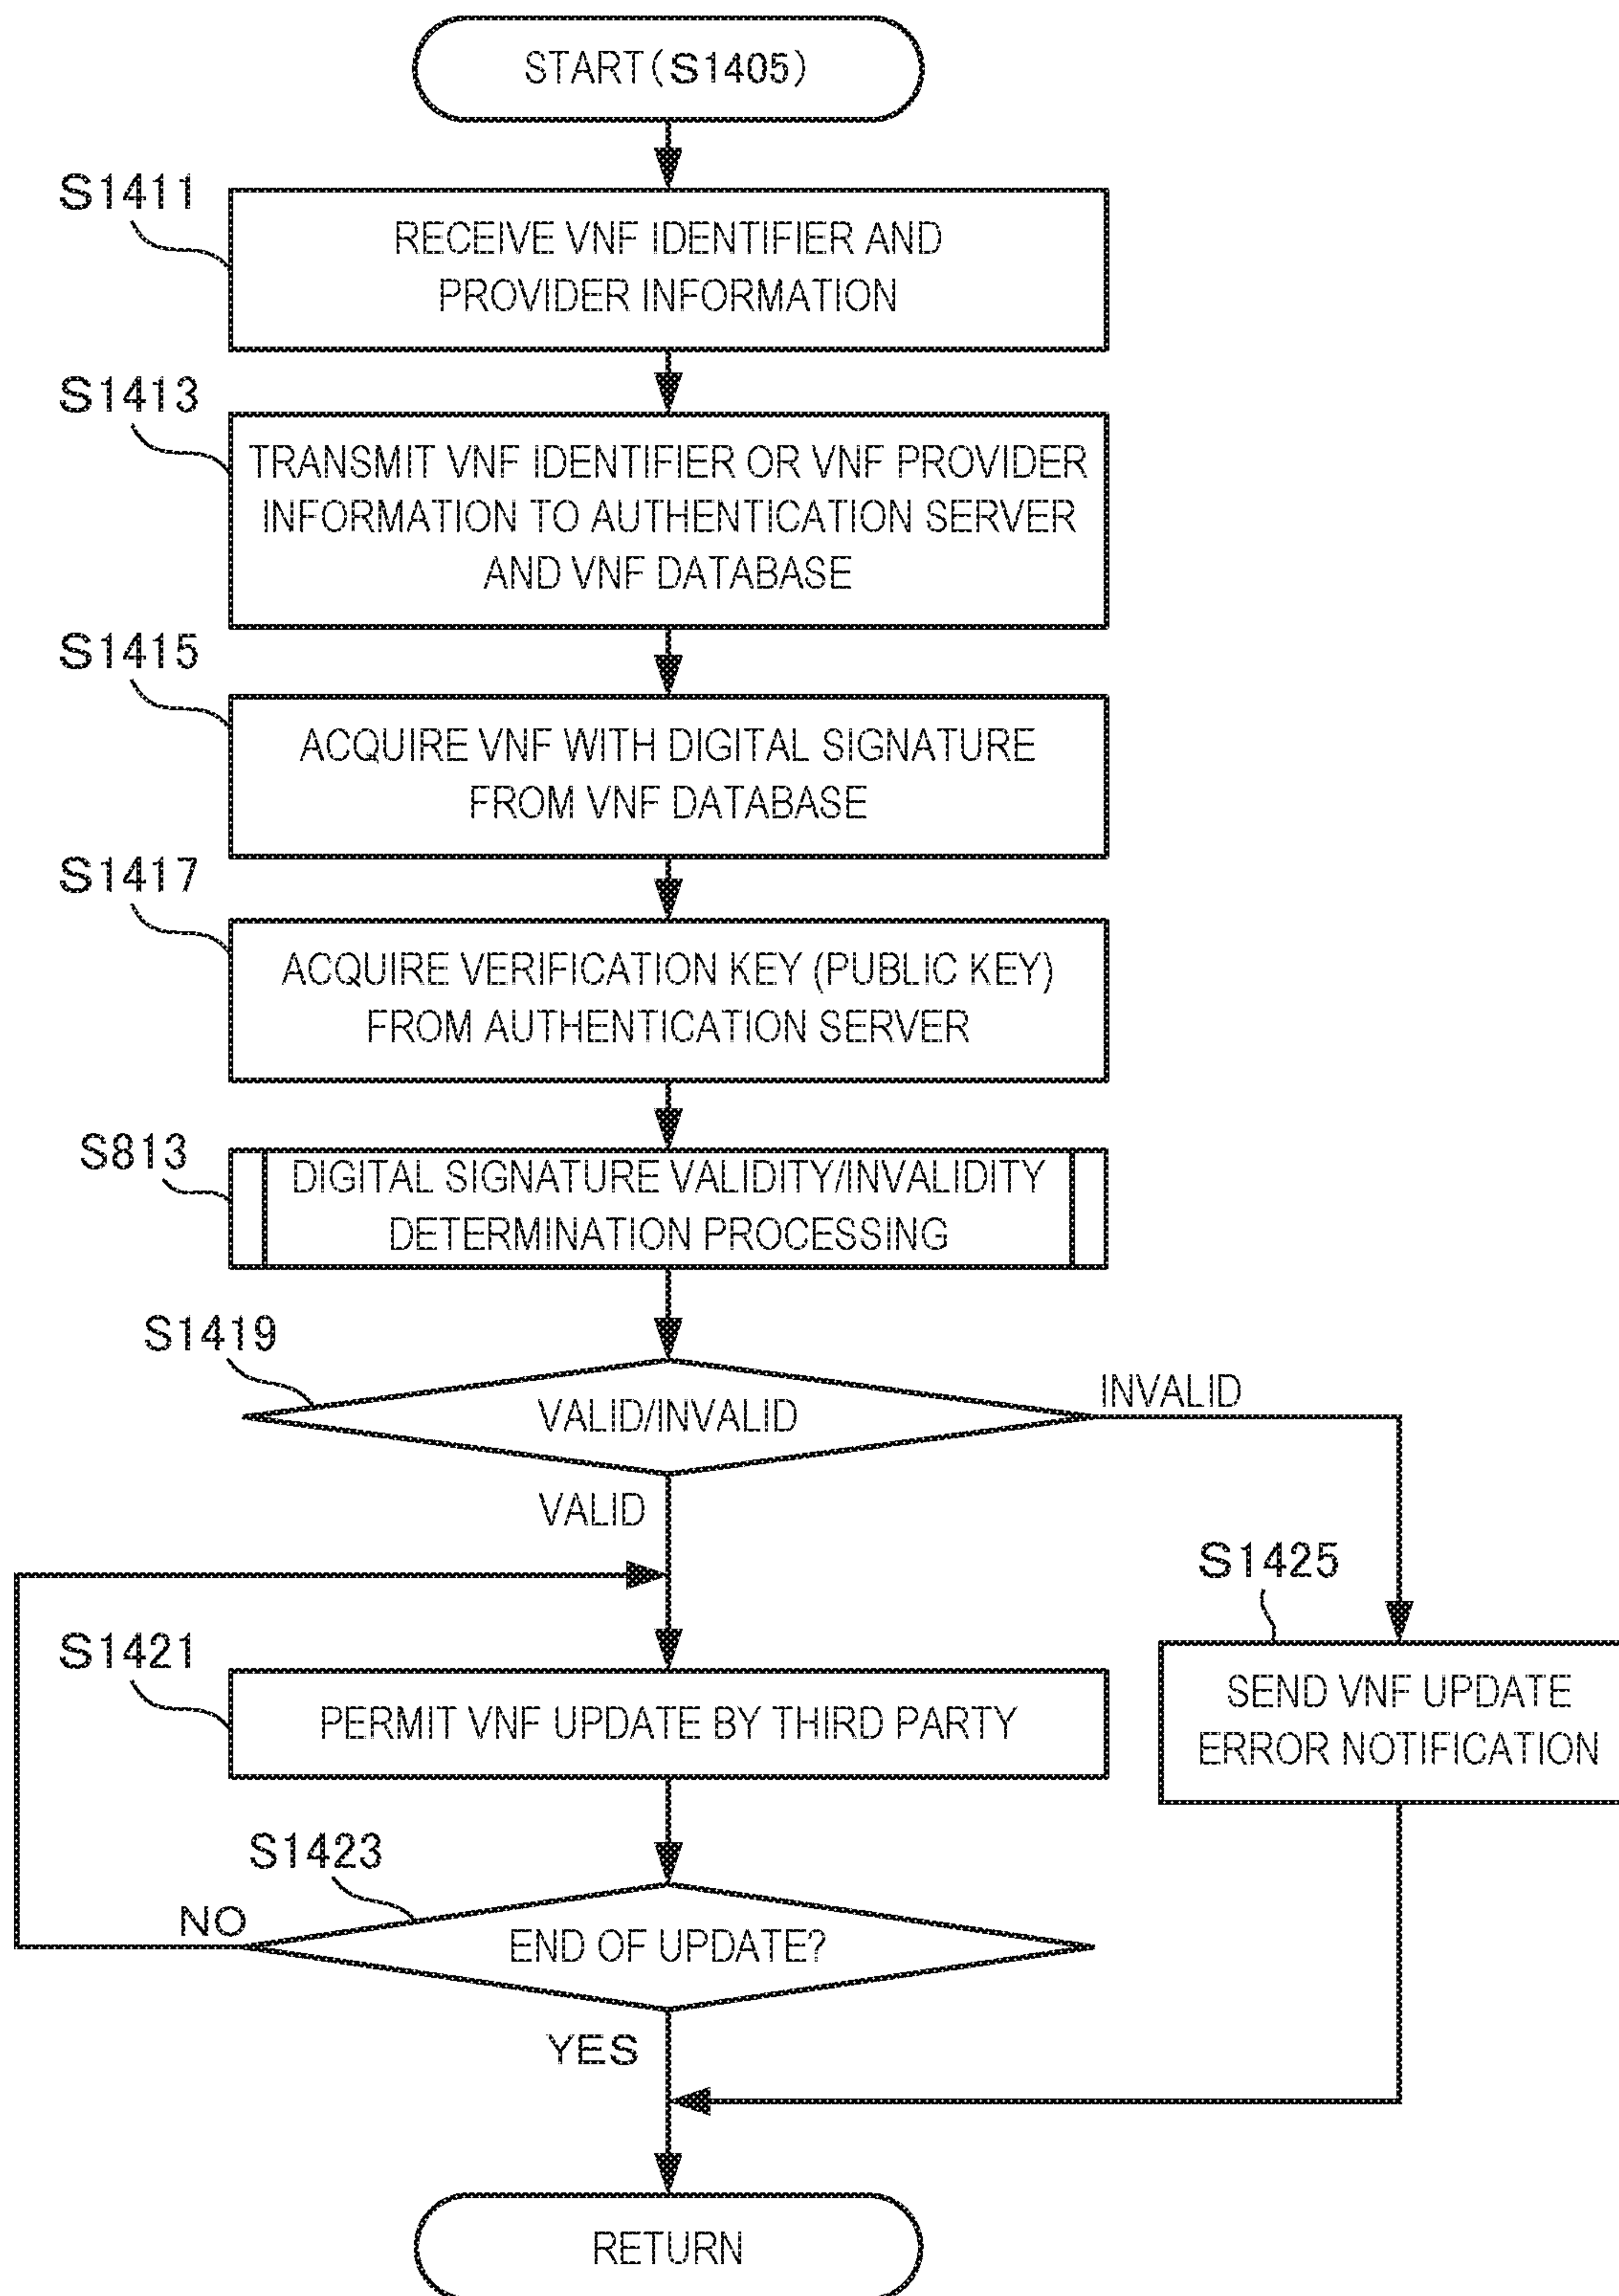 START(S1405)
S1411
RECEIVE VNF IDENTIFIER AND
PROVIDER INFORMATION
S1413
TRANSMIT VNF IDENTIFIER OR VNF PROVIDER
INFORMATION TO AUTHENTICATION SERVER
AND VNF DATABASE
S1415
ACQUIRE VNF WITH DIGITAL SIGNATURE
FROM VNF DATABASE
S1417
ACQUIRE VERIFICATION KEY (PUBLIC KEY)
FROM AUTHENTICATION SERVER
S813
DIGITAL SIGNATURE VALIDITY/INVALIDITY
DETERMINATION PROCESSING
S1419
VALID/INVALID
INVALID
VALID
S1425
SEND VNF UPDATE
ERROR NOTIFICATION
S1421
PERMIT VNF UPDATE BY THIRD PARTY
S1423
END OF UPDATE?
NO
YES
RETURN